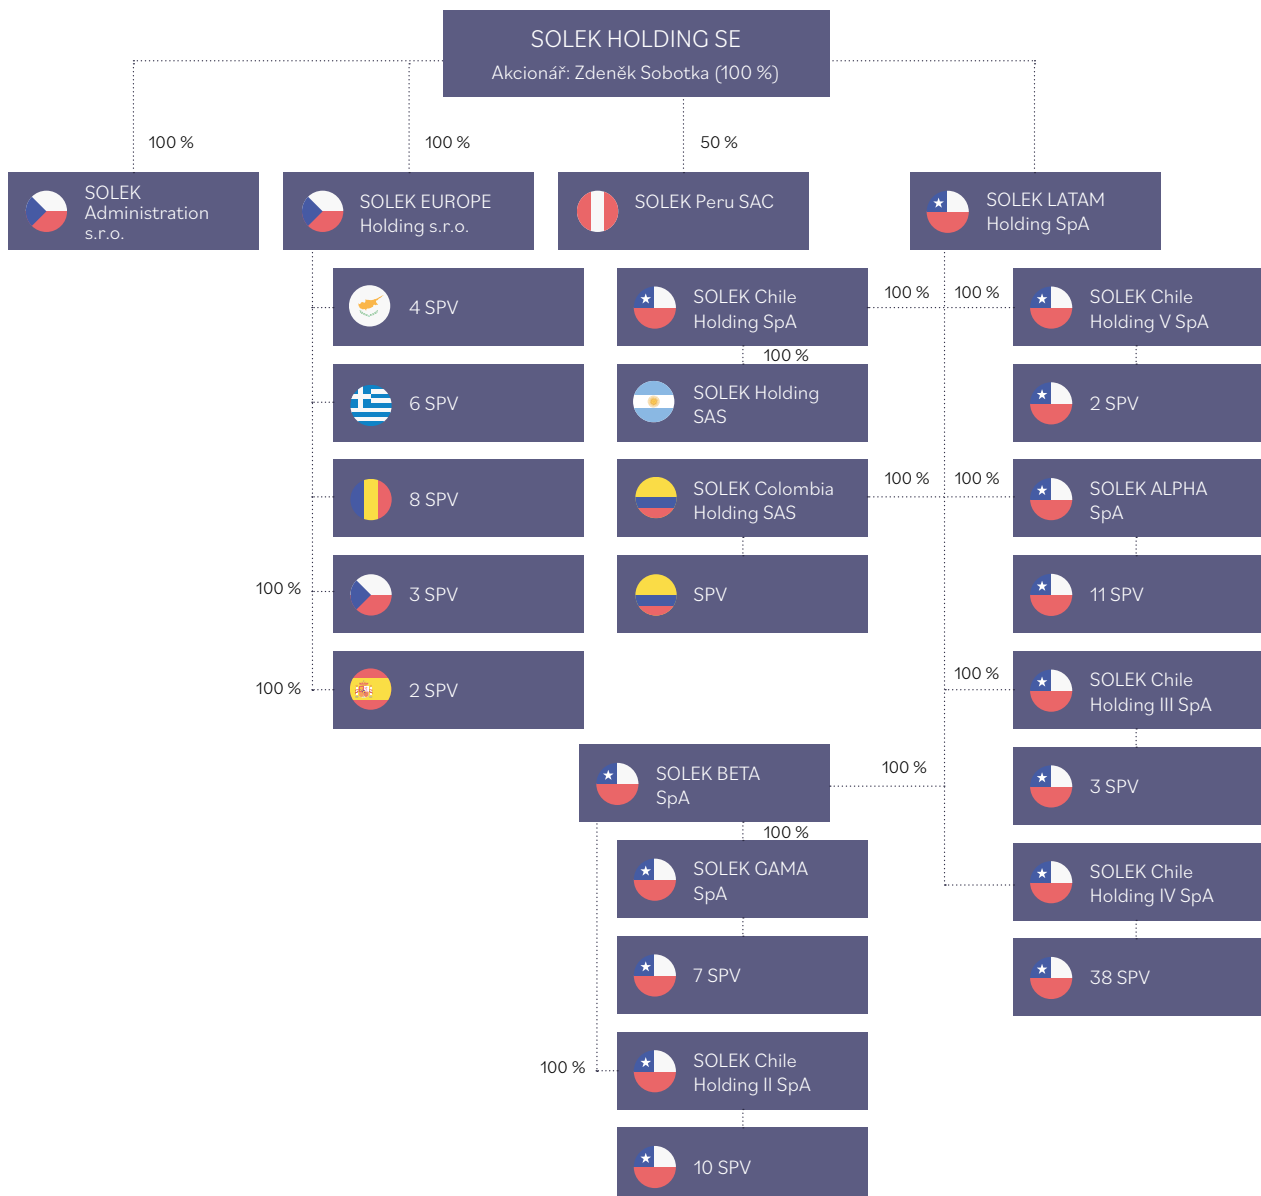 SOLEK HOLDING SE
Akcionář: Zdeněk Sobotka (100 %)
100 %
100 %
50 %
SOLEK
Administration
s.r.o.
SOLEK EUROPE
Holding s.r.o.
SOLEK Peru SAC
SOLEK LATAM
Holding SpA
4 SPV
6 SPV
8 SPV
100 %
3 SPV
100 %
2 SPV
SOLEK Chile
Holding SpA
100 %
100 %
SOLEK Chile
Holding V SpA
100 %
SOLEK Holding
SAS
2 SPV
SOLEK Colombia
Holding SAS
100 %
100 %
SOLEK ALPHA
SpA
SPV
11 SPV
100 %
SOLEK Chile
Holding III SpA
3 SPV
SOLEK BETA
SpA
100 %
100 %
SOLEK GAMA
SpA
SOLEK Chile
Holding IV SpA
7 SPV
38 SPV
100 %
SOLEK Chile
Holding II SpA
10 SPV